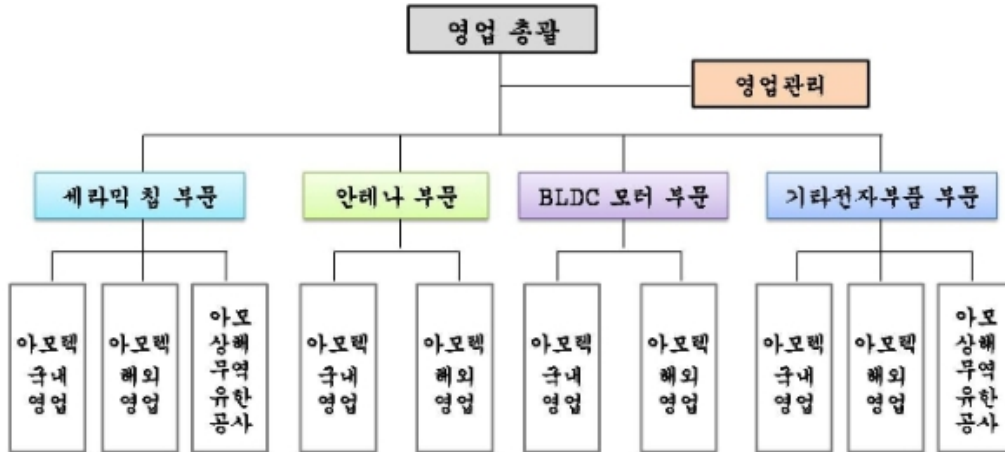 영업 총괄
영업관리
세라믹 칩 부문
안테나 부문
BLDC 모터 부문
기타전자부품 부문
아모텍
국내
영업
아모텍
해외
영업
아모
상해
무역
유한
공사
아모텍
국내
영업
아모텍
해외
영업
아모텍
국내
영업
아모텍
해외
영업
아모텍
국내
영업
아모텍
해외
영업
아모
상해
무역
유한
공사